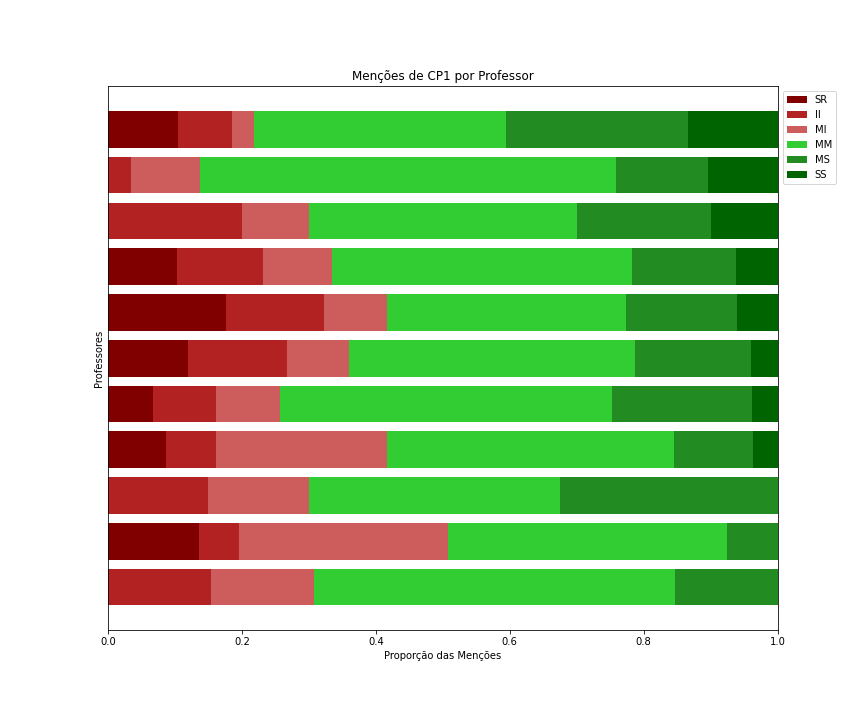 Menções de CP1 por Professor
SR
II
MI
MM
MS
SS
Professores
0.0
0.2
0.4
0.6
0.8
1.0
Proporção das Menções